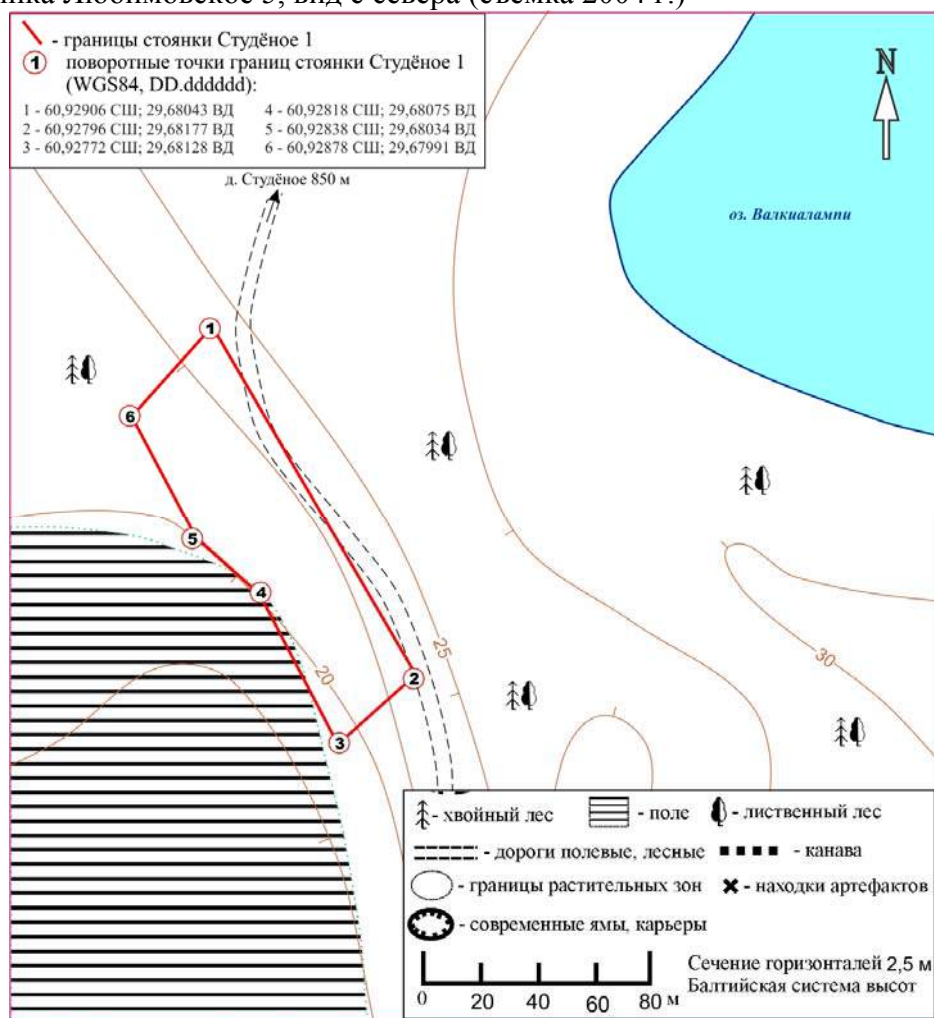 нка Любимовское 5, вид с севера (съёмка 2004 г.)
- границы стоянки Студёное 1
1 поворотные точки границ стоянки Студёное 1
(WGS84, DD.dddddd):
1 - 60,92906 СШ; 29,68043 ВД
2 - 60,92796 СШ; 29,68177 ВД
3 - 60,92772 СШ; 29,68128 ВД
4 - 60,92818 СШ; 29,68075 ВД
5 - 60,92838 СШ; 29,68034 ВД
6 - 60,92878 СШ; 29,67991 ВД
N
д. Студёное 850 м
оз. Валкиалампи
1
6
5
4
2
3
20
25
30
- хвойный лес
- поле
- лиственный лес
- дороги полевые, лесные
- канава
- границы растительных зон
- находки артефактов
- современные ямы, карьеры
0 20 40 60 80 м
Сечение горизонталей 2,5 м
Балтийская система высот